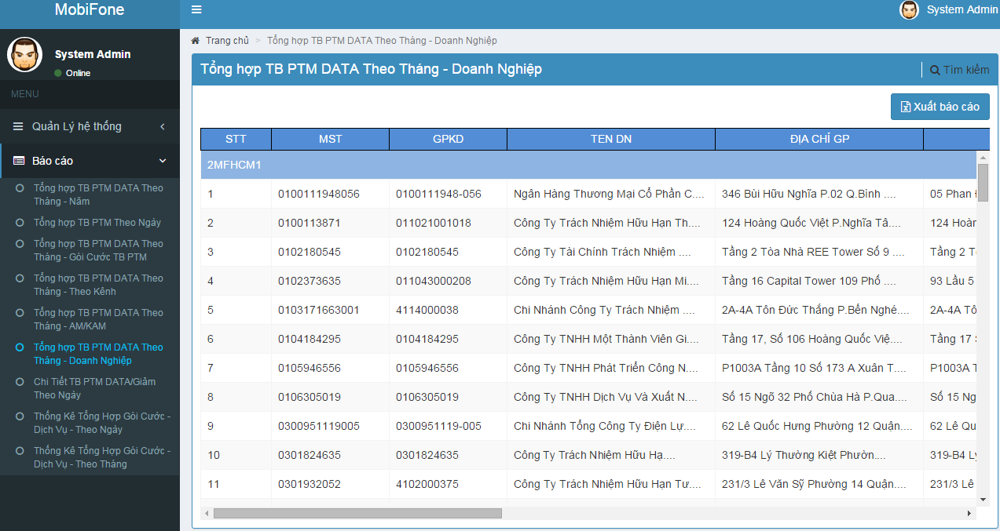 MobiFone
System Admin
System Admin
Online
MENU
Quản Lý hệ thống
Báo cáo
Tổng hợp TB PTM DATA Theo
Tháng - Năm
Tổng hợp TB PTM Theo Ngày
Tổng hợp TB PTM DATA Theo
Tháng - Gói Cước TB PTM
Tổng hợp TB PTM DATA Theo
Tháng - Theo Kênh
Tổng hợp TB PTM DATA Theo
Tháng - AM/KAM
Tổng hợp TB PTM DATA Theo
Tháng - Doanh Nghiệp
Chi Tiết TB PTM DATA/Giảm
Theo Ngày
Thống Kê Tổng Hợp Gói Cước -
Dịch Vụ - Theo Ngày
Thống Kê Tổng Hợp Gói Cước -
Dịch Vụ - Theo Tháng
Trang chủ > Tổng hợp TB PTM DATA Theo Tháng - Doanh Nghiệp
Tổng hợp TB PTM DATA Theo Tháng - Doanh Nghiệp Tìm kiếm
Xuất báo cáo
STT MST GPKD TEN DN ĐỊA CHỈ GP
2MFHCM1
1 0100111948056 0100111948-056 Ngân Hàng Thương Mại Cổ Phần C.... 346 Bùi Hữu Nghĩa P.02 Q.Bình .... 05 Phan
2 0100113871 011021001018 Công Ty Trách Nhiệm Hữu Hạn Th.... 124 Hoàng Quốc Việt P.Nghĩa Tâ.... 124 Hoàn
3 0102180545 0102180545 Công Ty Tài Chính Trách Nhiệm .... Tầng 2 Tòa Nhà REE Tower Số 9 .... Tầng 2
4 0102373635 011043000208 Công Ty Trách Nhiệm Hữu Hạn Mi.... Tầng 16 Capital Tower 109 Phố .... 93 Lầu 5
5 0103171663001 4114000038 Chi Nhánh Công Ty Trách Nhiệm .... 2A-4A Tôn Đức Thắng P.Bến Nghé.... 2A-4A Tô
6 0104184295 0104184295 Công Ty TNHH Một Thành Viên Gi.... Tầng 17, Số 106 Hoàng Quốc Việ.... Tầng 17
7 0105946556 0105946556 Công Ty TNHH Phát Triển Công N.... P1003A Tầng 10 Số 173 A Xuân T.... P1003A
8 0106305019 0106305019 Công Ty TNHH Dịch Vụ Và Xuất N.... Số 15 Ngõ 32 Phố Chùa Hà P.Qua.... Số 15 Ng
9 0300951119005 0300951119-005 Chi Nhánh Tổng Công Ty Điện Lự.... 62 Lê Quốc Hưng Phường 12 Quận.... 62 Lê Qu
10 0301824635 0301824635 Công Ty Trách Nhiệm Hữu Hạ.... 319-B4 Lý Thường Kiệt Phườn.... 319-B4
11 0301932052 4102000375 Công Ty Trách Nhiệm Hữu Hạn Tư.... 231/3 Lê Văn Sỹ Phường 14 Quận.... 231/3 Lê